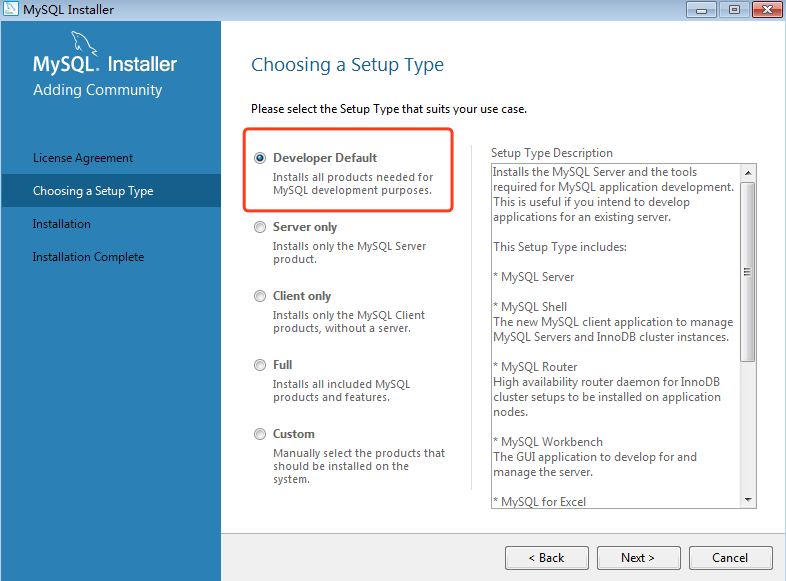 MySQL Installer
MySQL. Installer
Adding Community
License Agreement
Choosing a Setup Type
Installation
Installation Complete
Choosing a Setup Type
Please select the Setup Type that suits your use case.
Developer Default
Installs all products needed for
MySQL development purposes.
Server only
Installs only the MySQL Server
product.
Client only
Installs only the MySQL Client
products, without a server.
Full
Installs all included MySQL
products and features.
Custom
Manually select the products that
should be installed on the
system.
Setup Type Description
Installs the MySQL Server and the tools
required for MySQL application development.
This is useful if you intend to develop
applications for an existing server.
This Setup Type includes:
* MySQL Server
* MySQL Shell
The new MySQL client application to manage
MySQL Servers and InnoDB cluster instances.
* MySQL Router
High availability router daemon for InnoDB
cluster setups to be installed on application
nodes.
* MySQL Workbench
The GUI application to develop for and
manage the server.
* MySQL for Excel
< Back
Next >
Cancel